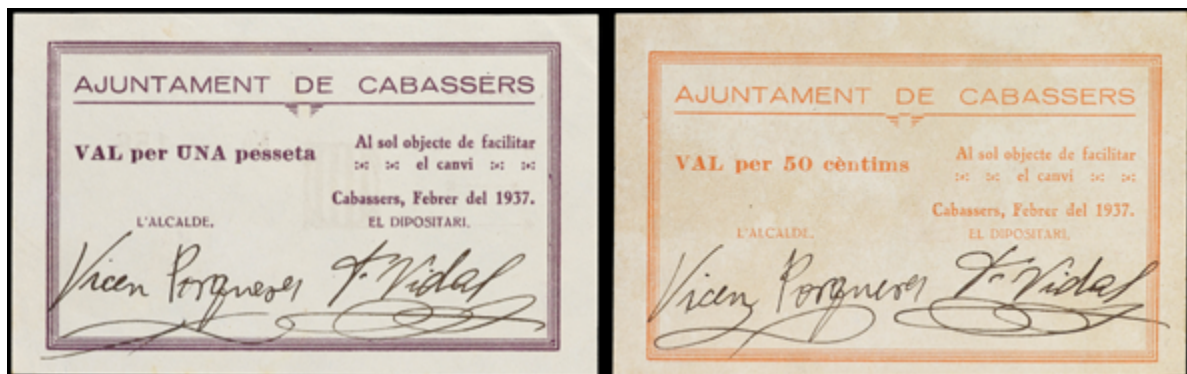 AJUNTAMENT DE CABASSERS
VAL per UNA pesseta
Al sol objecte de facilitar
:-: :-: el canvi :-: :-:
Cabassers, Febrer del 1937.
L'ALCALDE,
EL DIPOSITARI,
Vicen Porqueres
F. Vidal
AJUNTAMENT DE CABASSERS
VAL per 50 cèntims
Al sol objecte de facilitar
:-: :-: el canvi :-: :-:
Cabassers, Febrer del 1937.
L'ALCALDE,
EL DIPOSITARI,
Vicen Porqueres
F. Vidal